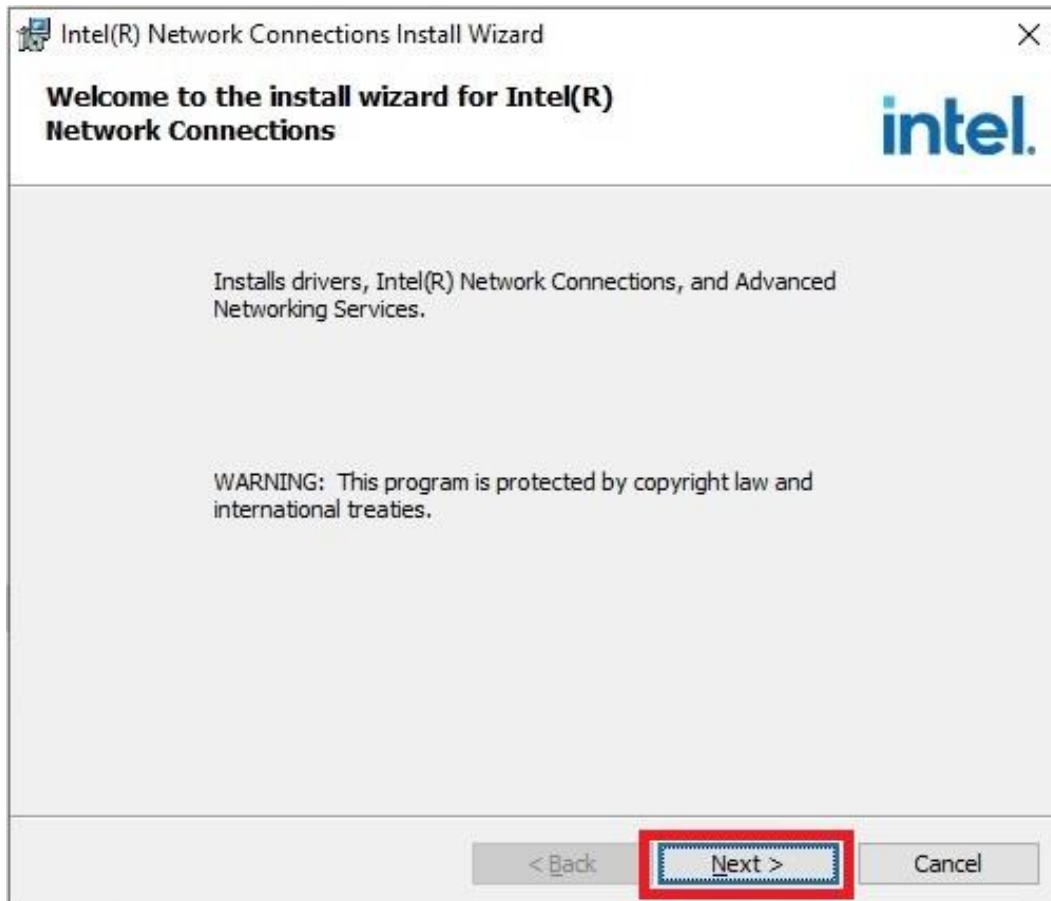 Intel(R) Network Connections Install Wizard
Welcome to the install wizard for Intel(R)
Network Connections
intel.
Installs drivers, Intel(R) Network Connections, and Advanced
Networking Services.
WARNING:  This program is protected by copyright law and
international treaties.
< Back
Next >
Cancel